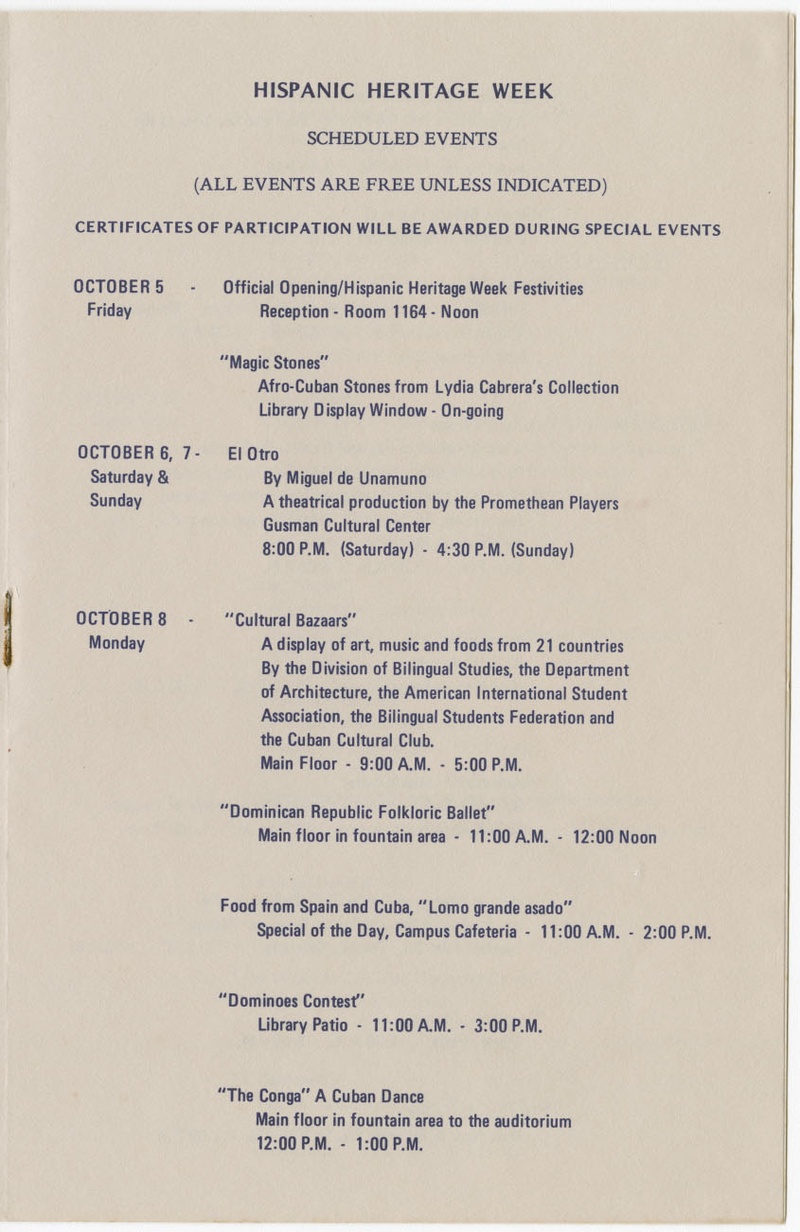 HISPANIC HERITAGE WEEK
SCHEDULED EVENTS
(ALL EVENTS ARE FREE UNLESS INDICATED)
CERTIFICATES OF PARTICIPATION WILL BE AWARDED DURING SPECIAL EVENTS
OCTOBER 5 - Official Opening/Hispanic Heritage Week Festivities
Friday Reception - Room 1164 - Noon
"Magic Stones"
Afro-Cuban Stones from Lydia Cabrera's Collection
Library Display Window - On-going
OCTOBER 6, 7 - El Otro
Saturday & By Miguel de Unamuno
Sunday A theatrical production by the Promethean Players
Gusman Cultural Center
8:00 P.M. (Saturday) - 4:30 P.M. (Sunday)
OCTOBER 8 - "Cultural Bazaars"
Monday A display of art, music and foods from 21 countries
By the Division of Bilingual Studies, the Department
of Architecture, the American International Student
Association, the Bilingual Students Federation and
the Cuban Cultural Club.
Main Floor - 9:00 A.M. - 5:00 P.M.
"Dominican Republic Folkloric Ballet"
Main floor in fountain area - 11:00 A.M. - 12:00 Noon
Food from Spain and Cuba, "Lomo grande asado"
Special of the Day, Campus Cafeteria - 11:00 A.M. - 2:00 P.M.
"Dominoes Contest"
Library Patio - 11:00 A.M. - 3:00 P.M.
"The Conga" A Cuban Dance
Main floor in fountain area to the auditorium
12:00 P.M. - 1:00 P.M.